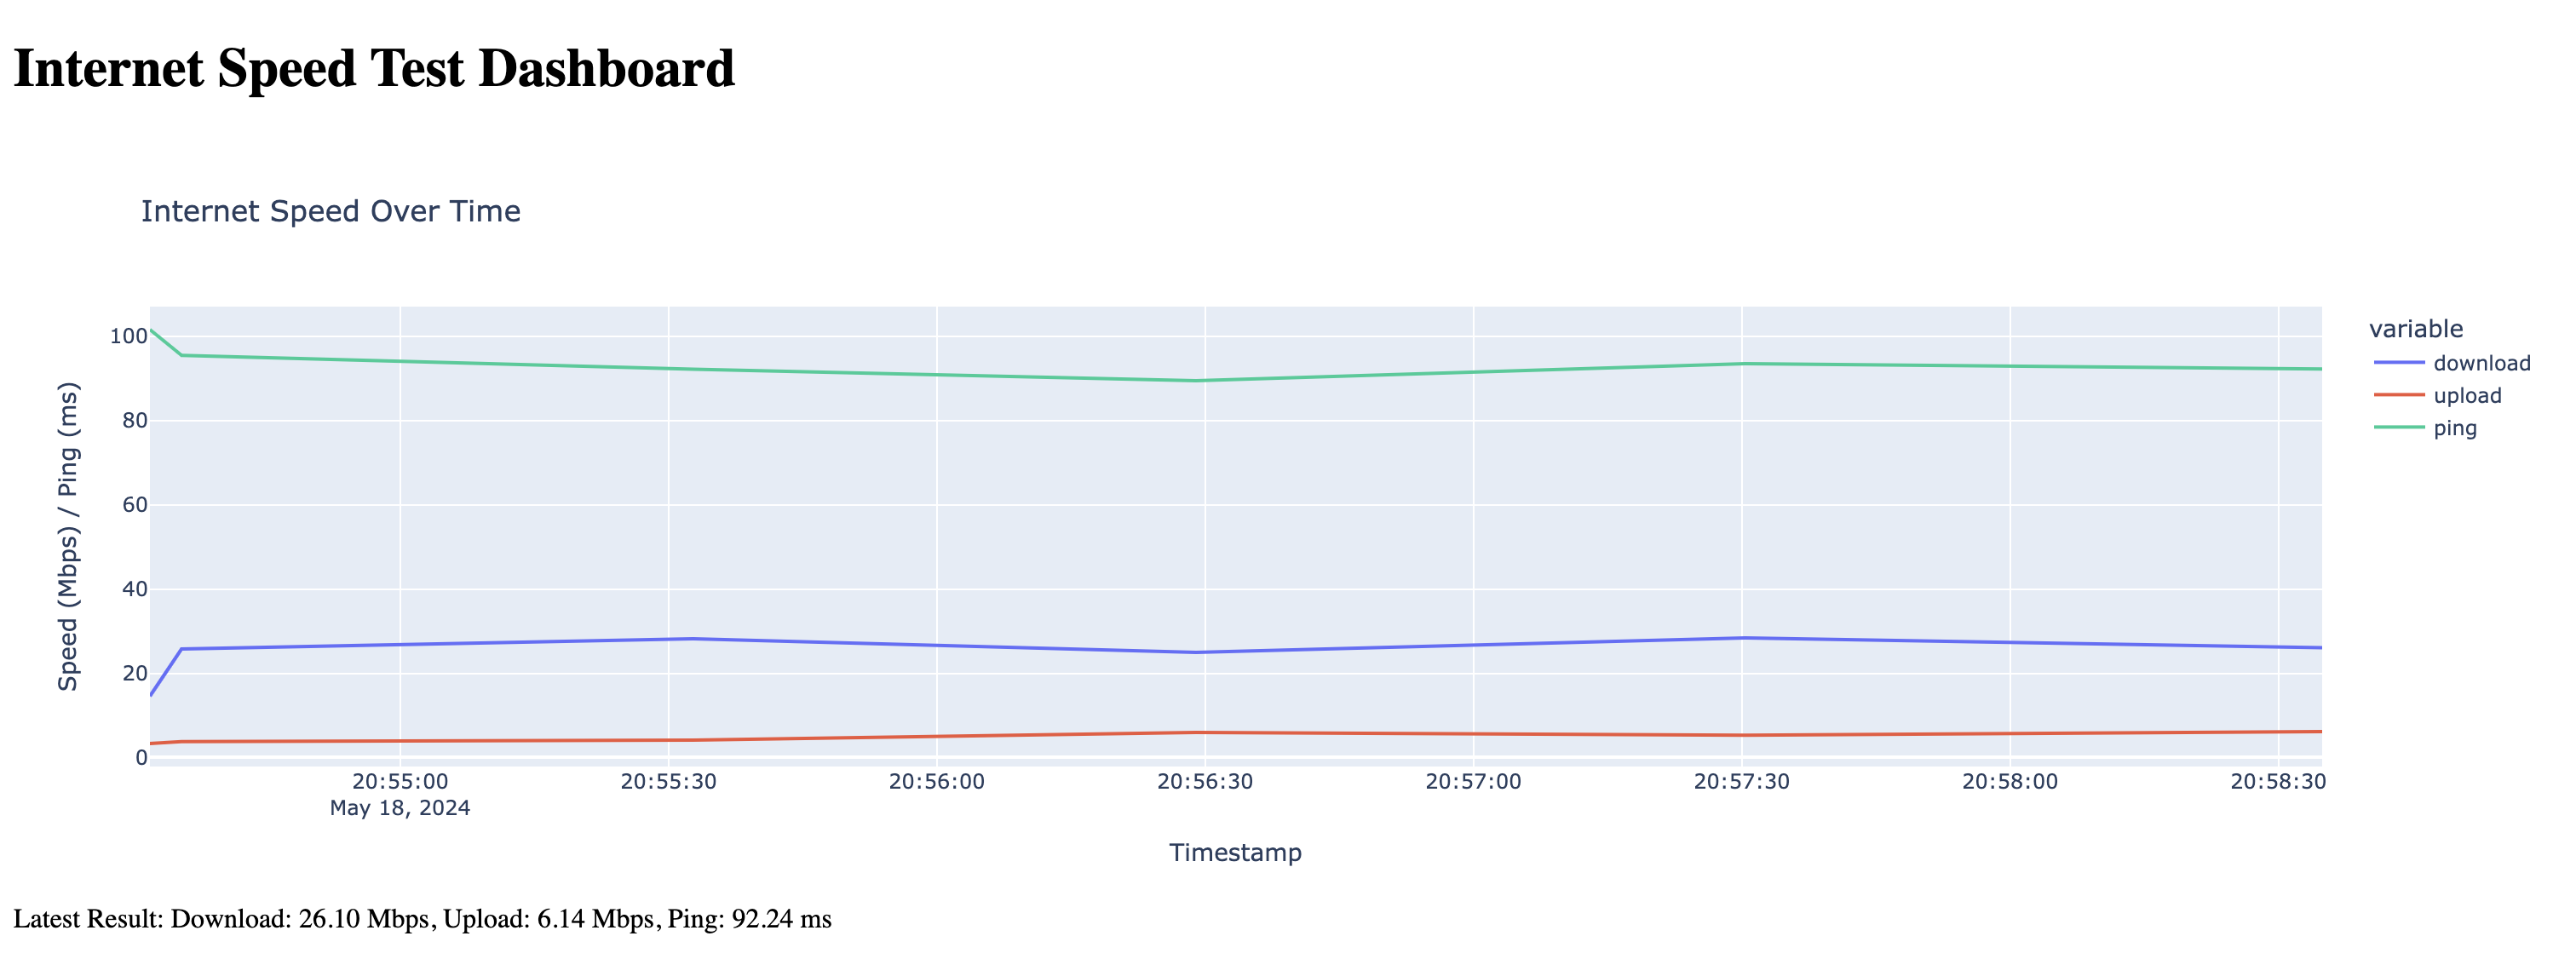 Internet Speed Test Dashboard
Internet Speed Over Time
Speed (Mbps) / Ping (ms)
100
80
60
40
20
0
20:55:00
May 18, 2024
20:55:30
20:56:00
20:56:30
20:57:00
20:57:30
20:58:00
20:58:30
Timestamp
variable
download
upload
ping
Latest Result: Download: 26.10 Mbps, Upload: 6.14 Mbps, Ping: 92.24 ms